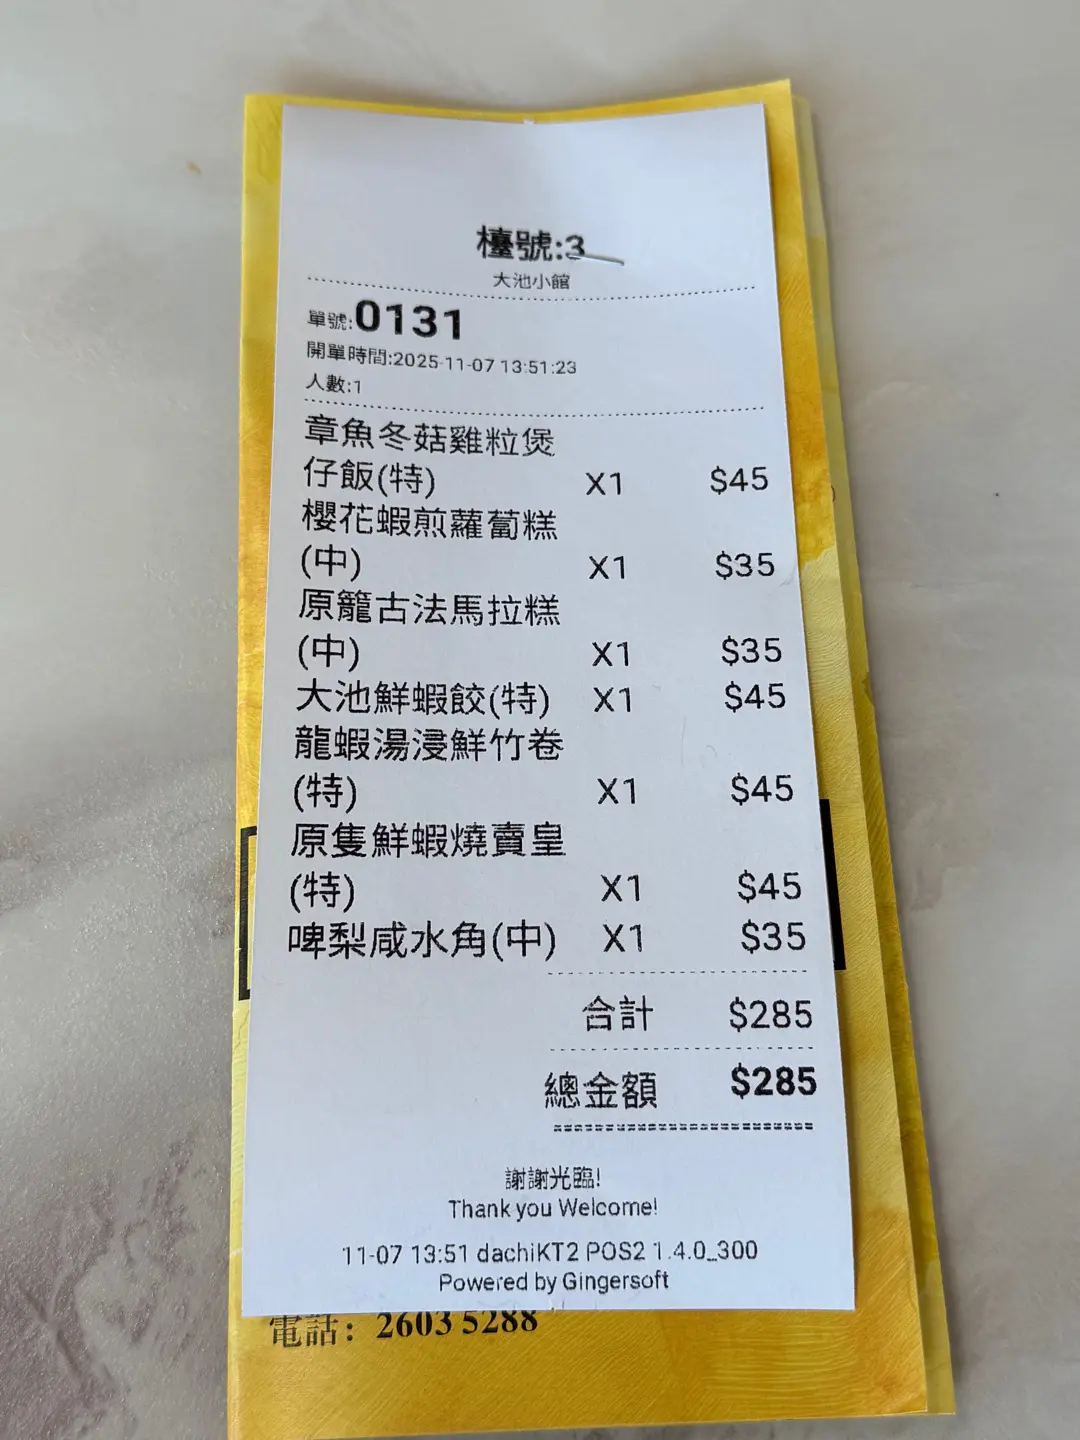 檯號:3
大池小館
單號:0131
開單時間:2025-11-07 13:51:23
人數:1
章魚冬菇雞粒煲
仔飯(特) X1 $45
櫻花蝦煎蘿蔔糕
(中) X1 $35
原籠古法馬拉糕
(中) X1 $35
大池鮮蝦餃(特) X1 $45
龍蝦湯浸鮮竹卷
(特) X1 $45
原隻鮮蝦燒賣皇
(特) X1 $45
啤梨咸水角(中) X1 $35
合計 $285
總金額 $285
謝謝光臨!
Thank you Welcome!
11-07 13:51 dachiKT2 POS2 1.4.0_300
Powered by Gingersoft
電話：2603 5288